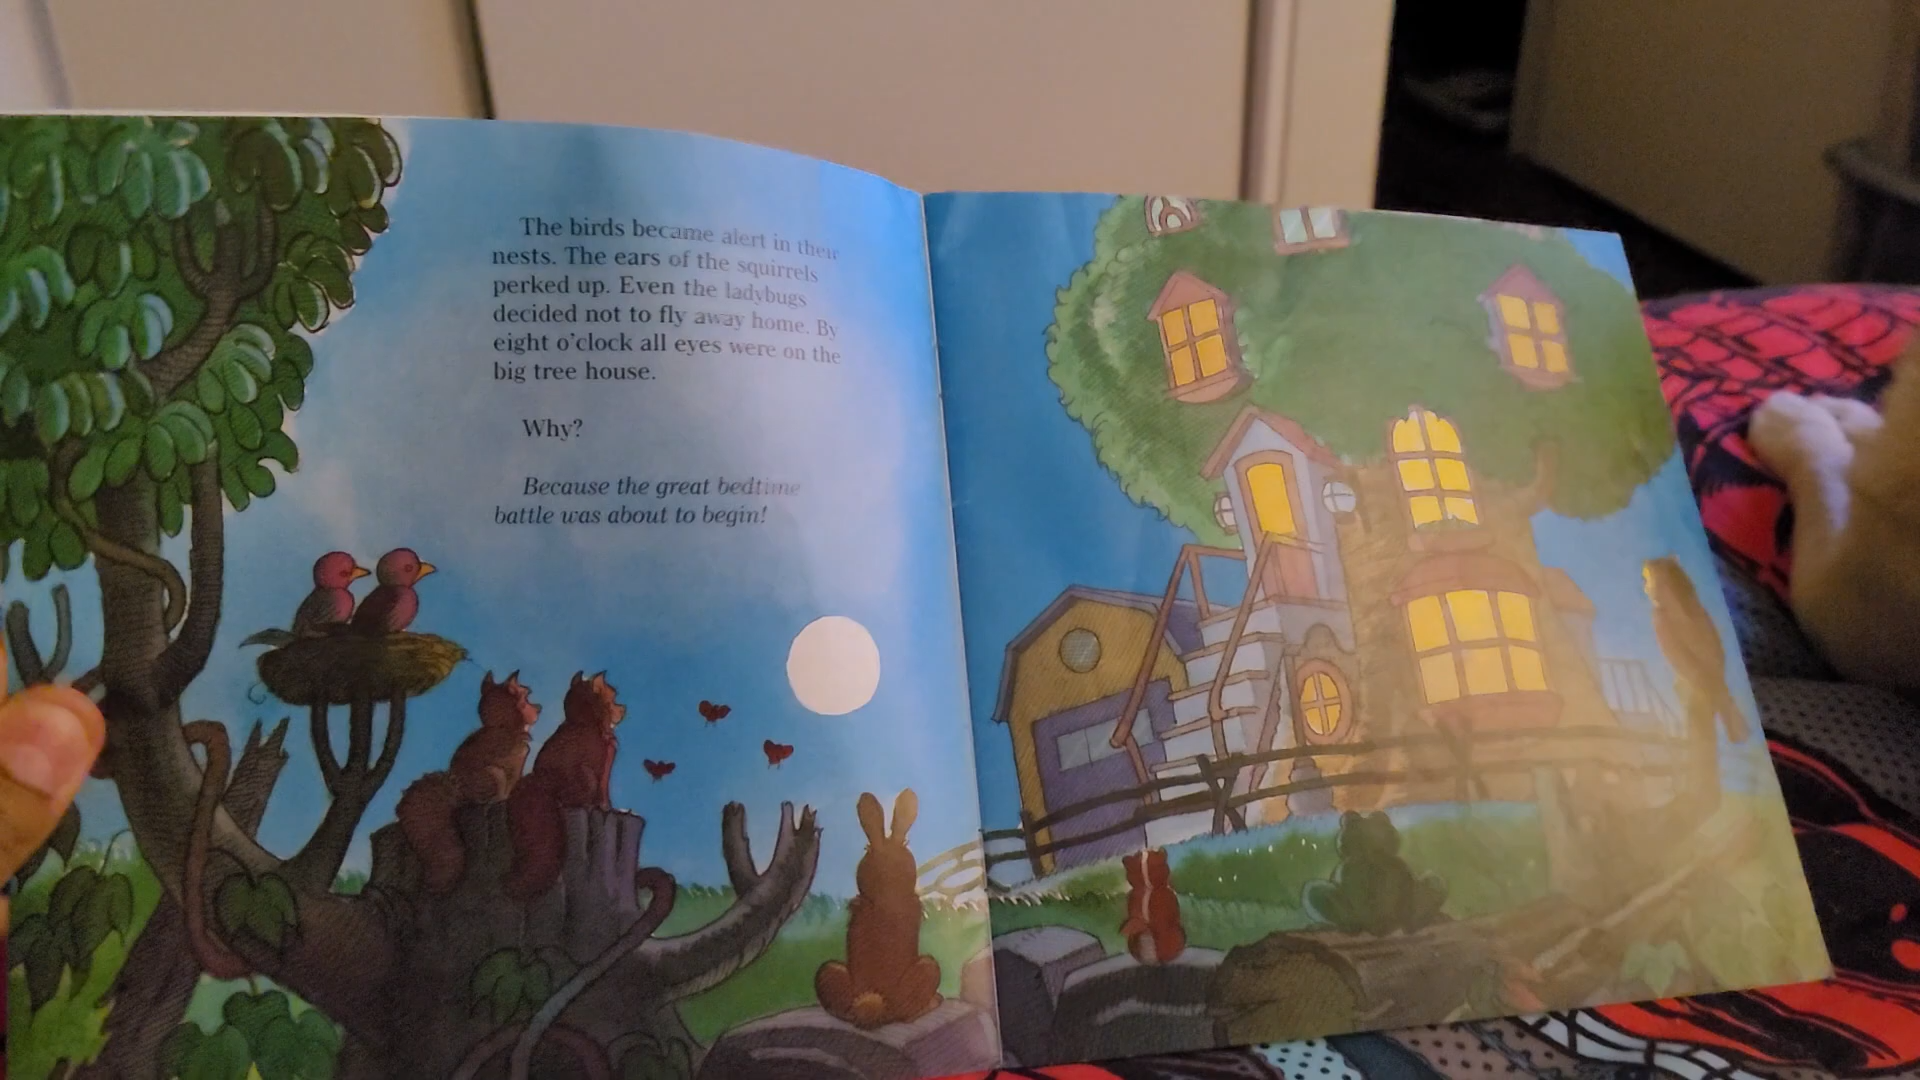 The birds became alert in their
nests. The ears of the squirrels
perked up. Even the ladybugs
decided not to fly away home. By
eight o'clock all eyes were on the
big tree house.
Why?
Because the great bedtime
battle was about to begin!